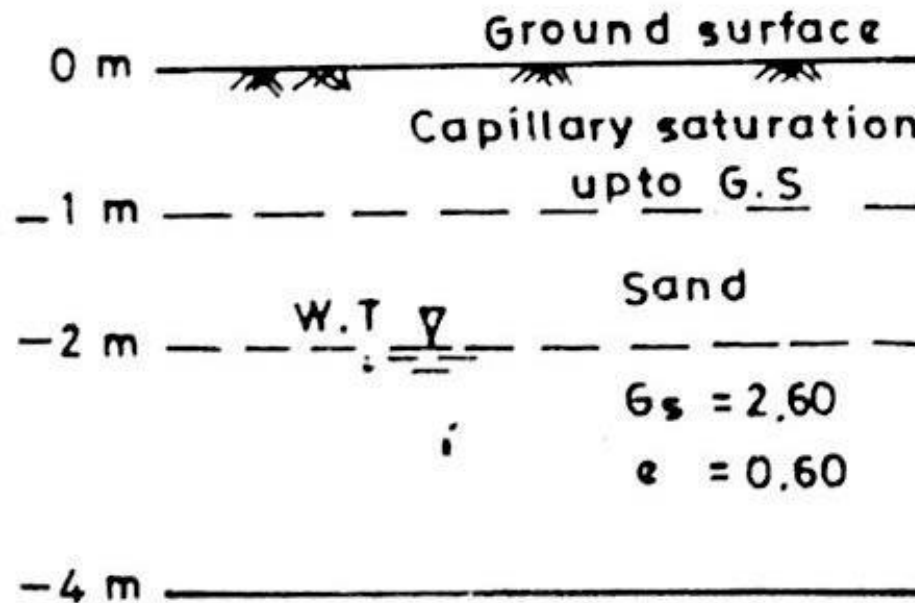 Ground surface
0 m
Capillary saturation
upto G.S
-1 m
Sand
W.T
-2 m
Gs = 2.60
e = 0.60
-4 m